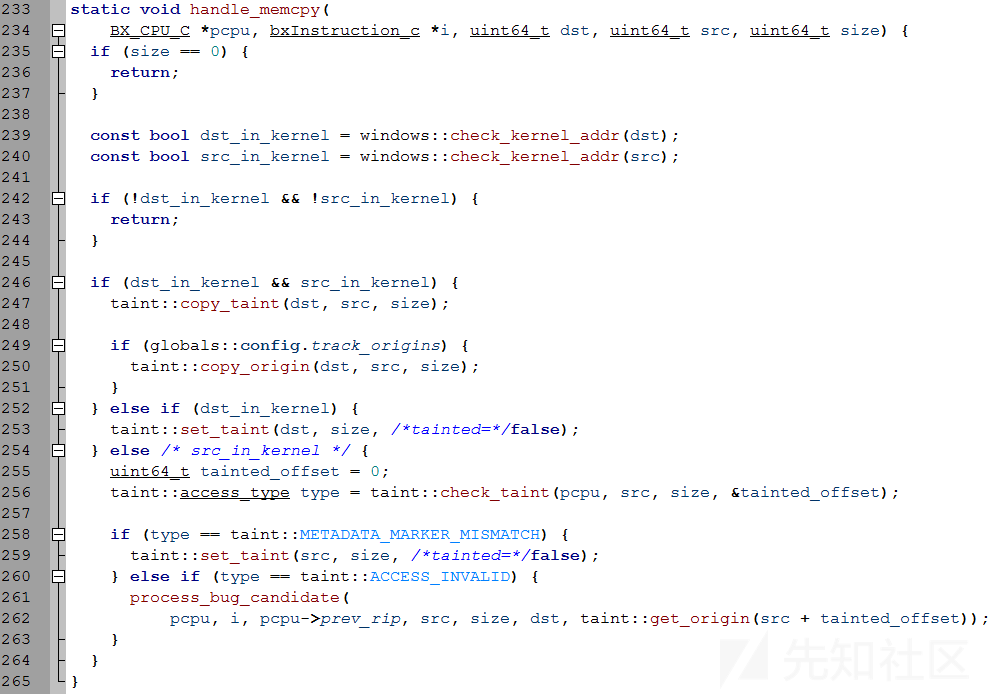 233 static void handle_memcpy(
234     BX_CPU_C *pcpu, bxInstruction_c *i, uint64_t dst, uint64_t src, uint64_t size) {
235   if (size == 0) {
236     return;
237   }
238
239   const bool dst_in_kernel = windows::check_kernel_addr(dst);
240   const bool src_in_kernel = windows::check_kernel_addr(src);
241
242   if (!dst_in_kernel && !src_in_kernel) {
243     return;
244   }
245
246   if (dst_in_kernel && src_in_kernel) {
247     taint::copy_taint(dst, src, size);
248
249     if (globals::config.track_origins) {
250       taint::copy_origin(dst, src, size);
251     }
252   } else if (dst_in_kernel) {
253     taint::set_taint(dst, size, /*tainted=*/false);
254   } else /* src_in_kernel */ {
255     uint64_t tainted_offset = 0;
256     taint::access_type type = taint::check_taint(pcpu, src, size, &tainted_offset);
257
258     if (type == taint::METADATA_MARKER_MISMATCH) {
259       taint::set_taint(src, size, /*tainted=*/false);
260     } else if (type == taint::ACCESS_INVALID) {
261       process_bug_candidate(
262           pcpu, i, pcpu->prev_rip, src, size, dst, taint::get_origin(src + tainted_offset));
263     }
264   }
265 }
先知社区